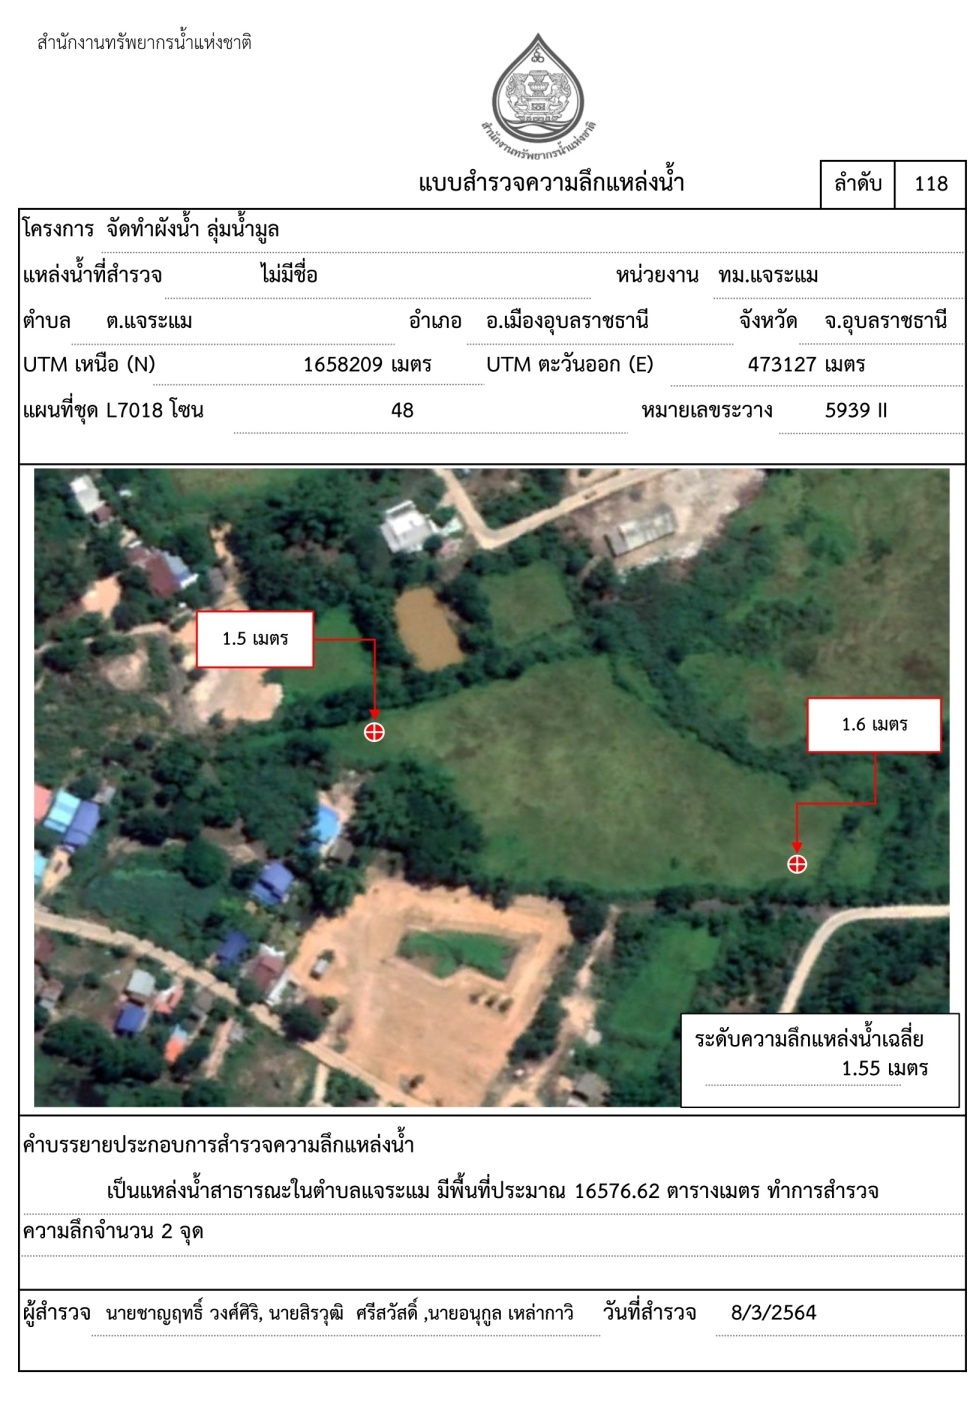 สำนักงานทรัพยากรน้ำแห่งชาติ
สำนักงานทรัพยากรน้ำแห่งชาติ
แบบสำรวจความลึกแหล่งน้ำ
ลำดับ 118
โครงการ จัดทำผังน้ำ ลุ่มน้ำมูล
แหล่งน้ำที่สำรวจ ไม่มีชื่อ หน่วยงาน ทม.แจระแม
ตำบล ต.แจระแม อำเภอ อ.เมืองอุบลราชธานี จังหวัด จ.อุบลราชธานี
UTM เหนือ (N) 1658209 เมตร UTM ตะวันออก (E) 473127 เมตร
แผนที่ชุด L7018 โซน 48 หมายเลขระวาง 5939 II
1.5 เมตร
1.6 เมตร
ระดับความลึกแหล่งน้ำเฉลี่ย
1.55 เมตร
คำบรรยายประกอบการสำรวจความลึกแหล่งน้ำ
เป็นแหล่งน้ำสาธารณะในตำบลแจระแม มีพื้นที่ประมาณ 16576.62 ตารางเมตร ทำการสำรวจ
ความลึกจำนวน 2 จุด
ผู้สำรวจ นายชาญฤทธิ์ วงศ์ศิริ, นายสิรวุฒิ ศรีสวัสดิ์ ,นายอนุกูล เหล่ากาวิ วันที่สำรวจ 8/3/2564